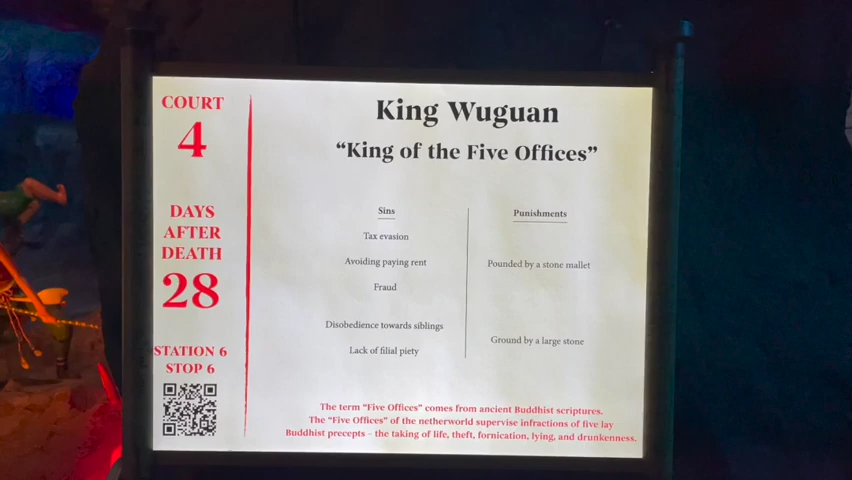 COURT
4
DAYS
AFTER
DEATH
28
STATION 6
STOP 6
King Wuguan
“King of the Five Offices”
Sins
Tax evasion
Avoiding paying rent
Fraud
Disobedience towards siblings
Lack of filial piety
Punishments
Pounded by a stone mallet
Ground by a large stone
The term “Five Offices” comes from ancient Buddhist scriptures.
The “Five Offices” of the netherworld supervise infractions of five lay
Buddhist precepts – the taking of life, theft, fornication, lying, and drunkenness.